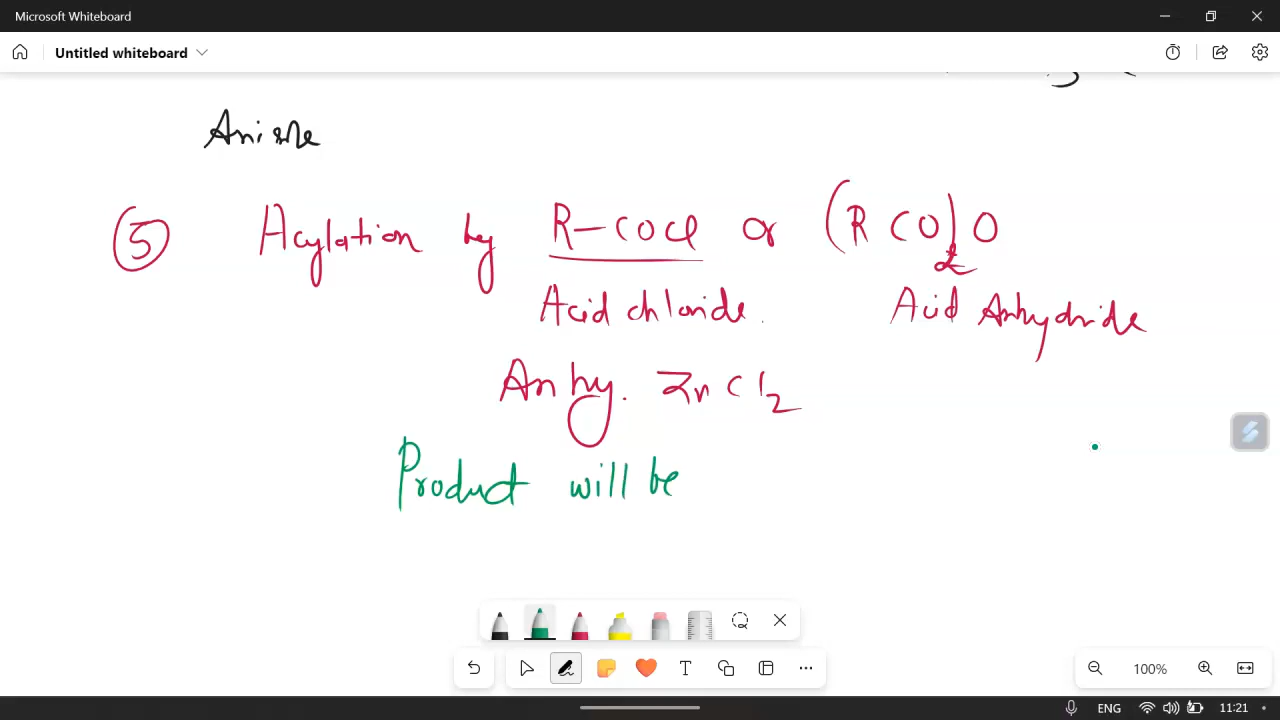 Microsoft Whiteboard
Untitled whiteboard
Anisole
5 Acylation by R-COCl or (RCO)2O
Acid chloride. Acid Anhydride
Anhy. ZnCl2
Product will be
100%
ENG 11:21